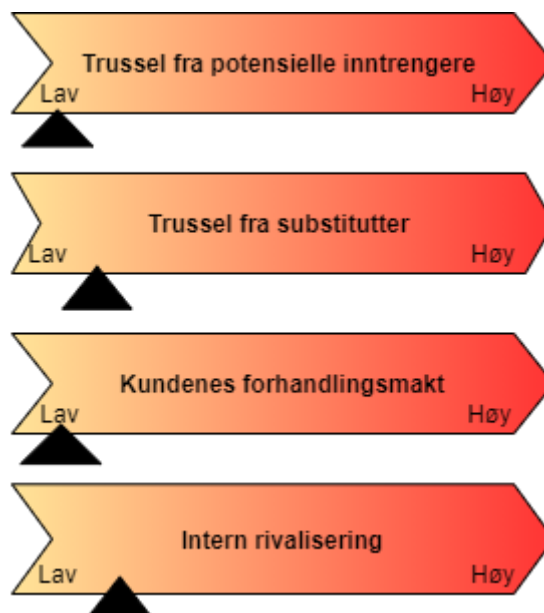 Trussel fra potensielle inntrengere
Lav Høy
Trussel fra substitutter
Lav Høy
Kundenes forhandlingsmakt
Lav Høy
Intern rivalisering
Lav Høy